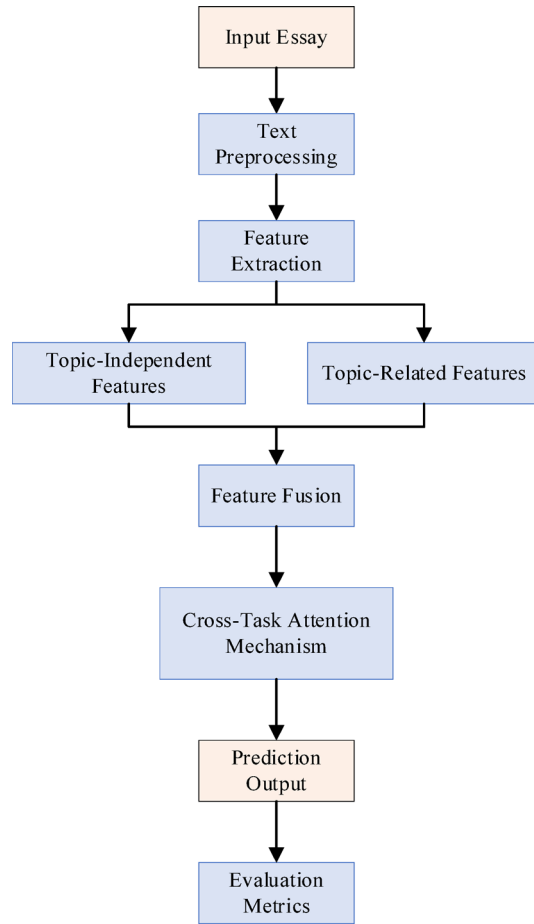 Input Essay
Text
Preprocessing
Feature
Extraction
Topic-Independent
Features
Topic-Related Features
Feature Fusion
Cross-Task Attention
Mechanism
Prediction
Output
Evaluation
Metrics